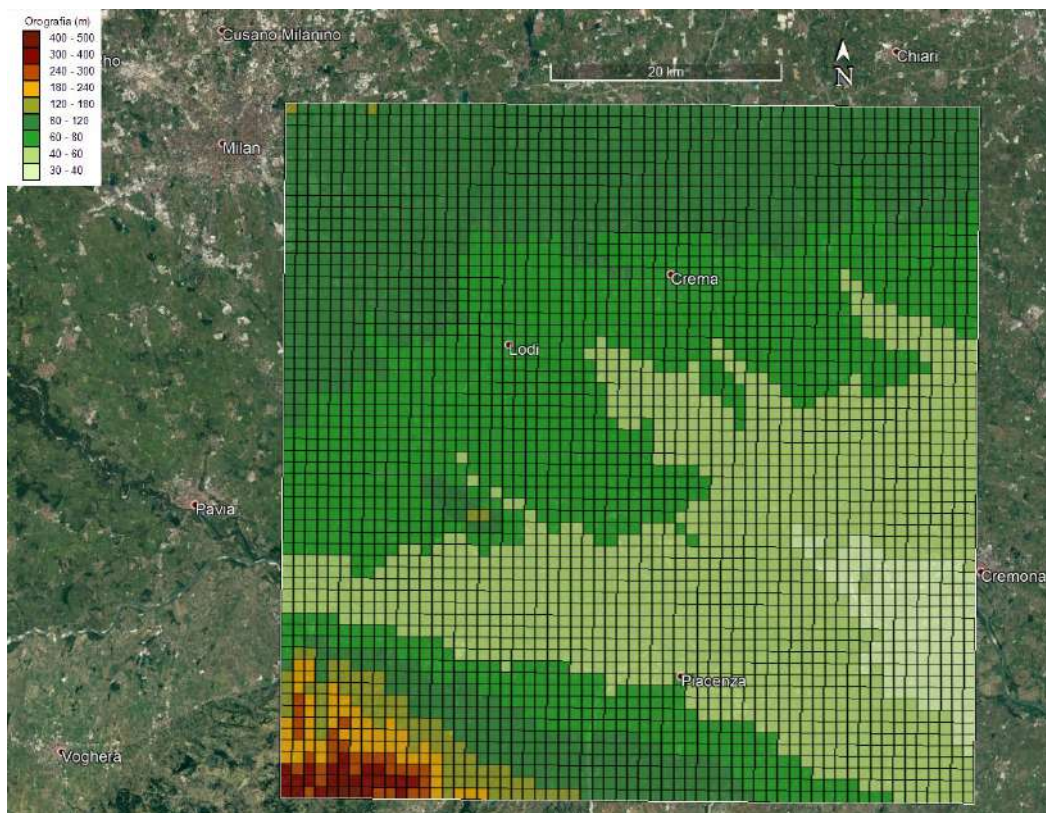 Orografia (m)
400 - 500
300 - 400
240 - 300
180 - 240
120 - 180
80 - 120
60 - 80
40 - 60
30 - 40
Cusano Milanino
ho
Chiari
20 km
N
Milan
Crema
Lodi
Pavia
Cremona
Piacenza
Voghera